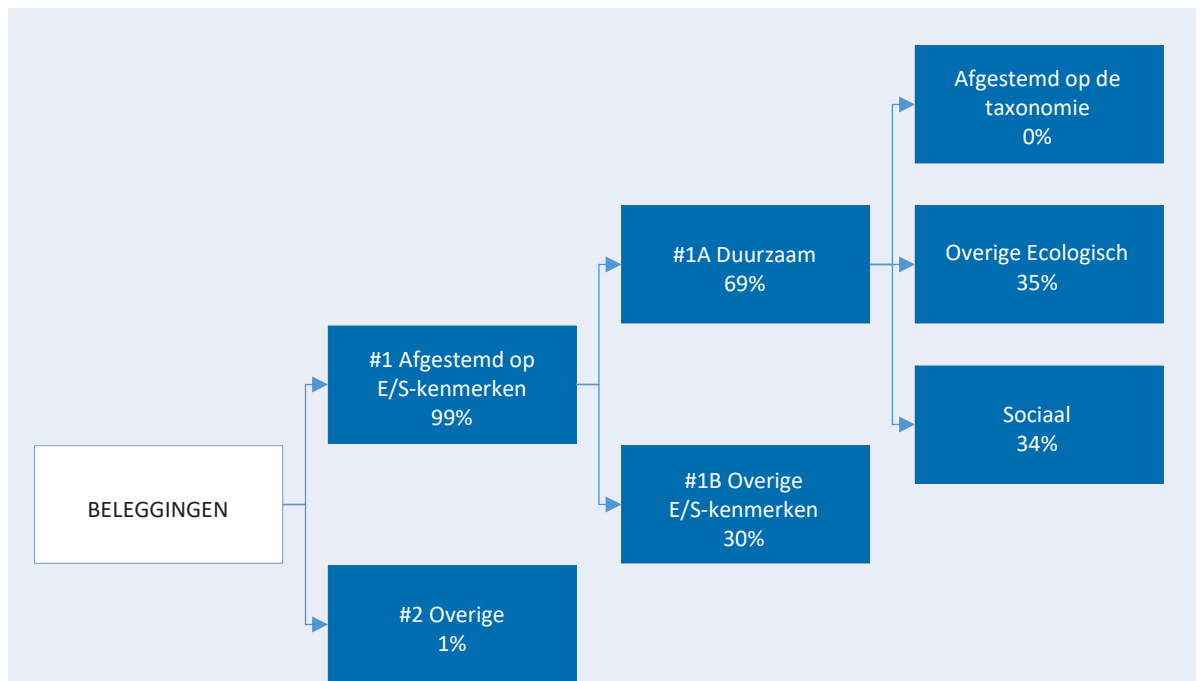 BELEGGINGEN
#1 Afgestemd op
E/S-kenmerken
99%
#2 Overige
1%
#1A Duurzaam
69%
#1B Overige
E/S-kenmerken
30%
Afgestemd op de
taxonomie
0%
Overige Ecologisch
35%
Sociaal
34%